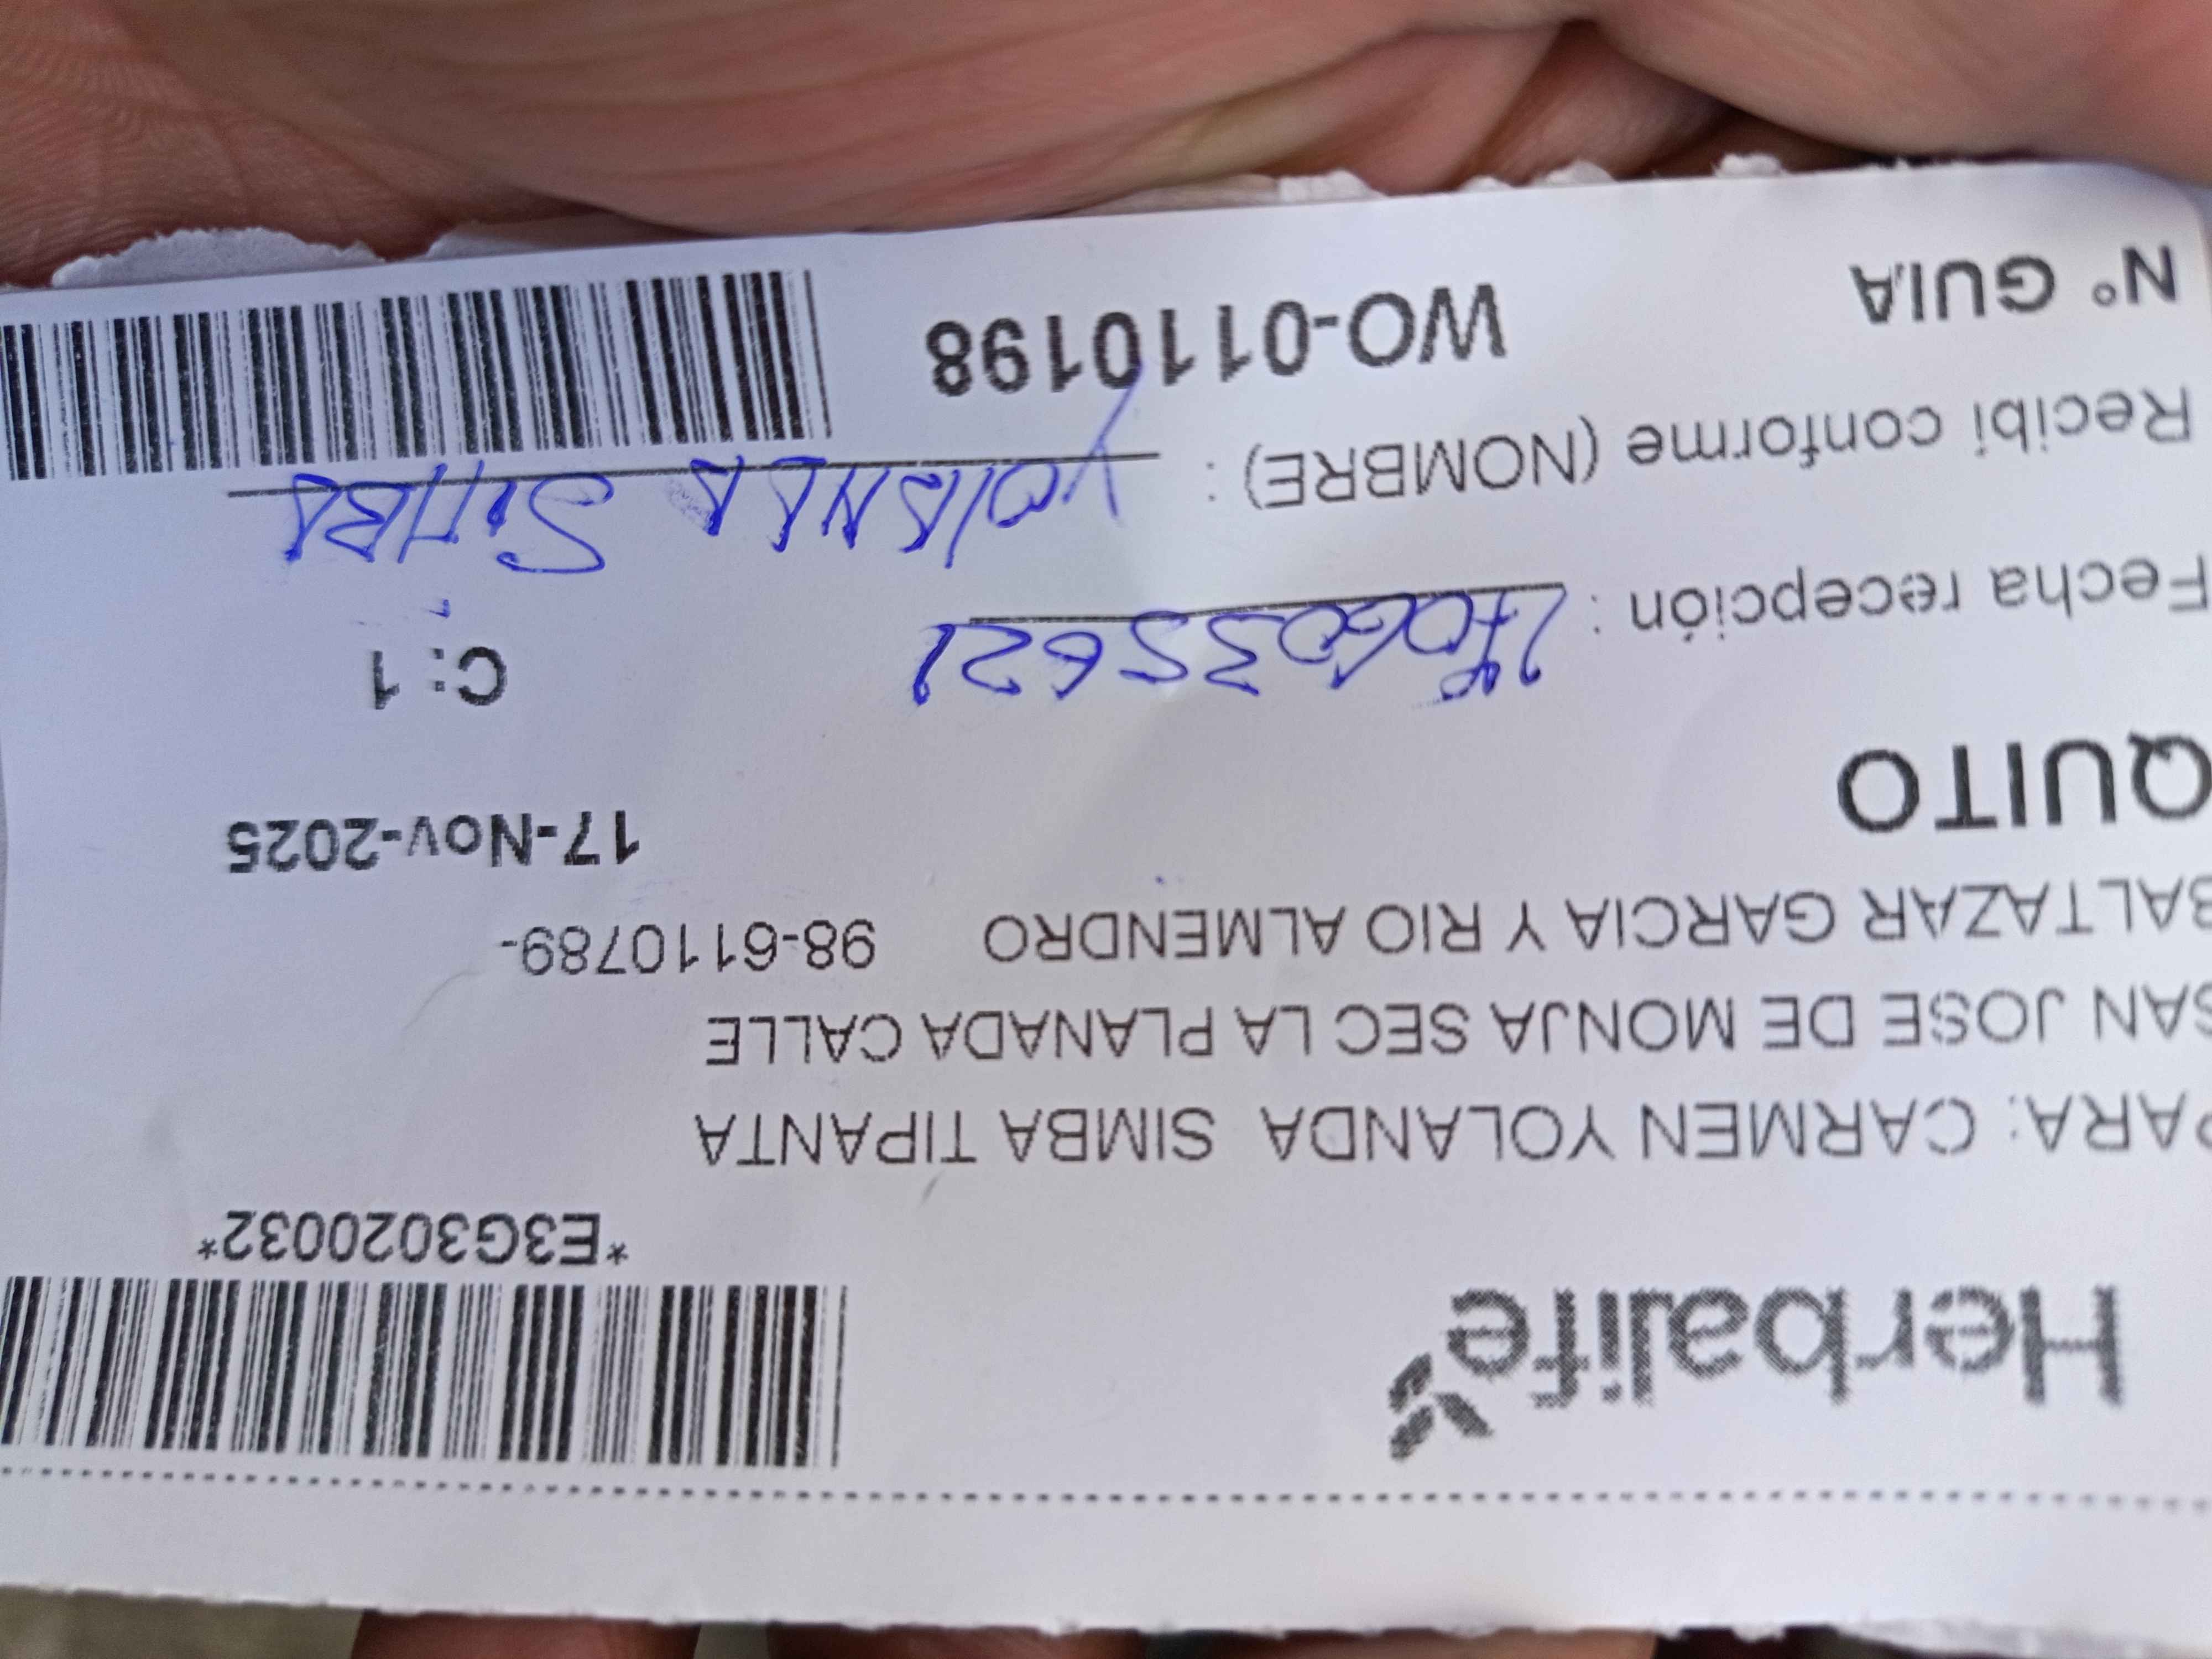 Herbalife
*E3G3020032*
PARA: CARMEN YOLANDA SIMBA TIPANTA
SAN JOSE DE MONJA SEC LA PLANADA CALLE
BALTAZAR GARCIA Y RIO ALMENDRO 98-6110789-
QUITO 17-Nov-2025
Fecha recepción : C: 1
Recibí conforme (NOMBRE) : YOLANDA SIMBA
N° GUIA WO-0110198